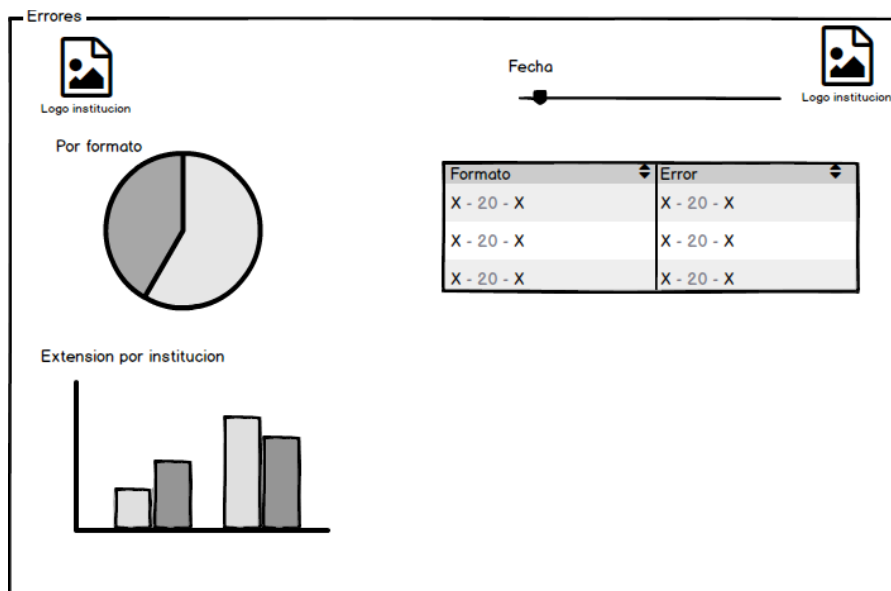 Errores
Logo institucion
Fecha
Logo institucion
Por formato
Formato Error
X - 20 - X X - 20 - X
X - 20 - X X - 20 - X
X - 20 - X X - 20 - X
Extension por institucion